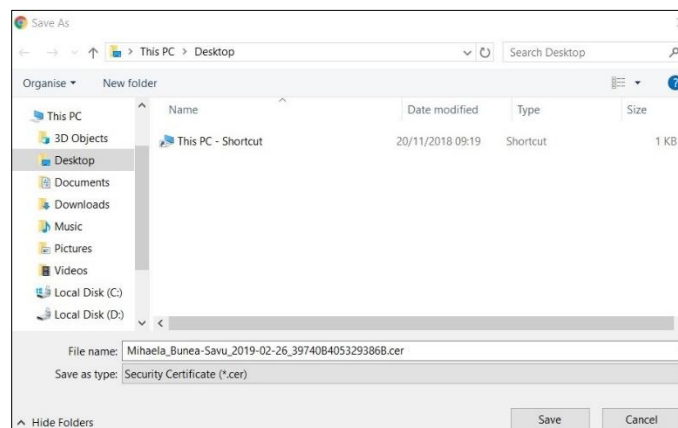 Save As
This PC > Desktop
Search Desktop
Organise
New folder
Name Date modified Type Size
This PC - Shortcut 20/11/2018 09:19 Shortcut 1 KB
This PC
3D Objects
Desktop
Documents
Downloads
Music
Pictures
Videos
Local Disk (C:)
Local Disk (D:)
File name: Mihaela_Bunea-Savu_2019-02-26_39740B405329386B.cer
Save as type: Security Certificate (*.cer)
Hide Folders
Save
Cancel